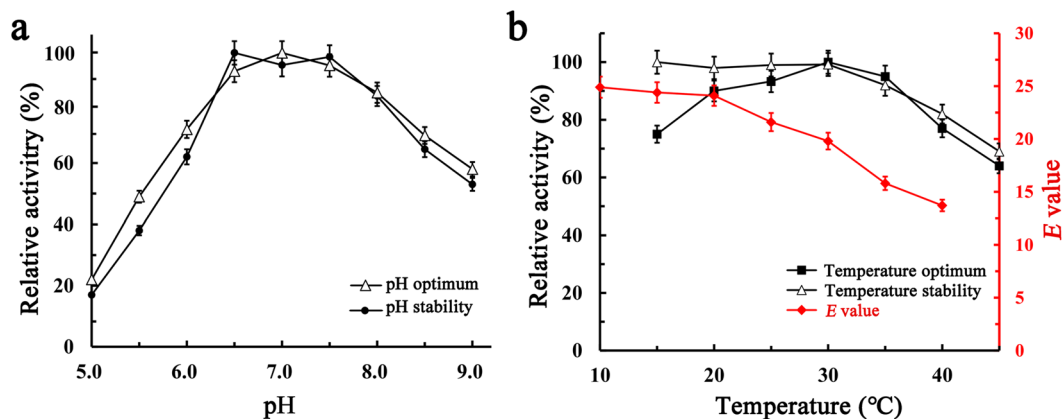 a
Relative activitry (%)
100
80
60
40
20
0
5.0 6.0 7.0 8.0 9.0
pH
pH optimum
pH stability
b
Relative activity (%)
100
80
60
40
20
0
10 20 30 40
Temperature (℃)
Temperature optimum
Temperature stability
E value
30
25
20
15
10
5
0
E value